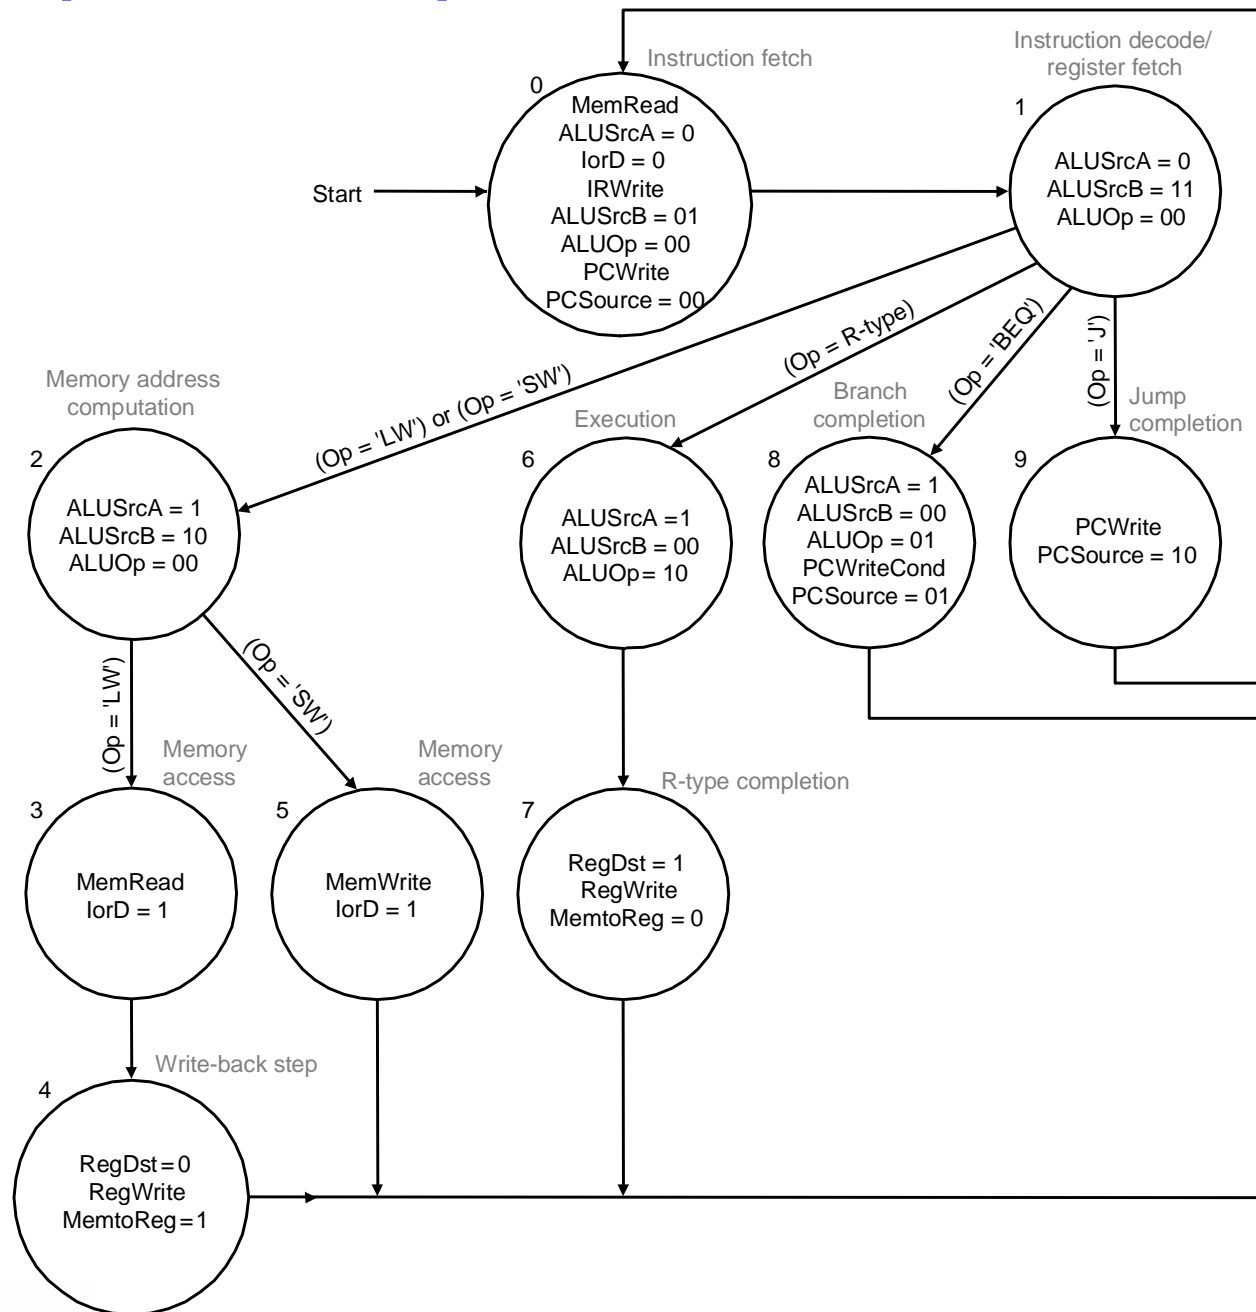 Instruction fetch
0
MemRead
ALUSrcA = 0
IorD = 0
IRWrite
ALUSrcB = 01
ALUOp = 00
PCWrite
PCSource = 00
Start
Instruction decode/
register fetch
1
ALUSrcA = 0
ALUSrcB = 11
ALUOp = 00
(Op = 'LW') or (Op = 'SW')
(Op = R-type)
(Op = 'BEQ')
(Op = 'J')
Memory address
computation
2
ALUSrcA = 1
ALUSrcB = 10
ALUOp = 00
Execution
6
ALUSrcA =1
ALUSrcB = 00
ALUOp= 10
Branch
completion
8
ALUSrcA = 1
ALUSrcB = 00
ALUOp = 01
PCWriteCond
PCSource = 01
Jump
completion
9
PCWrite
PCSource = 10
(Op = 'LW')
(Op = 'SW')
Memory
access
3
MemRead
IorD = 1
Memory
access
5
MemWrite
IorD = 1
R-type completion
7
RegDst = 1
RegWrite
MemtoReg = 0
Write-back step
4
RegDst=0
RegWrite
MemtoReg=1